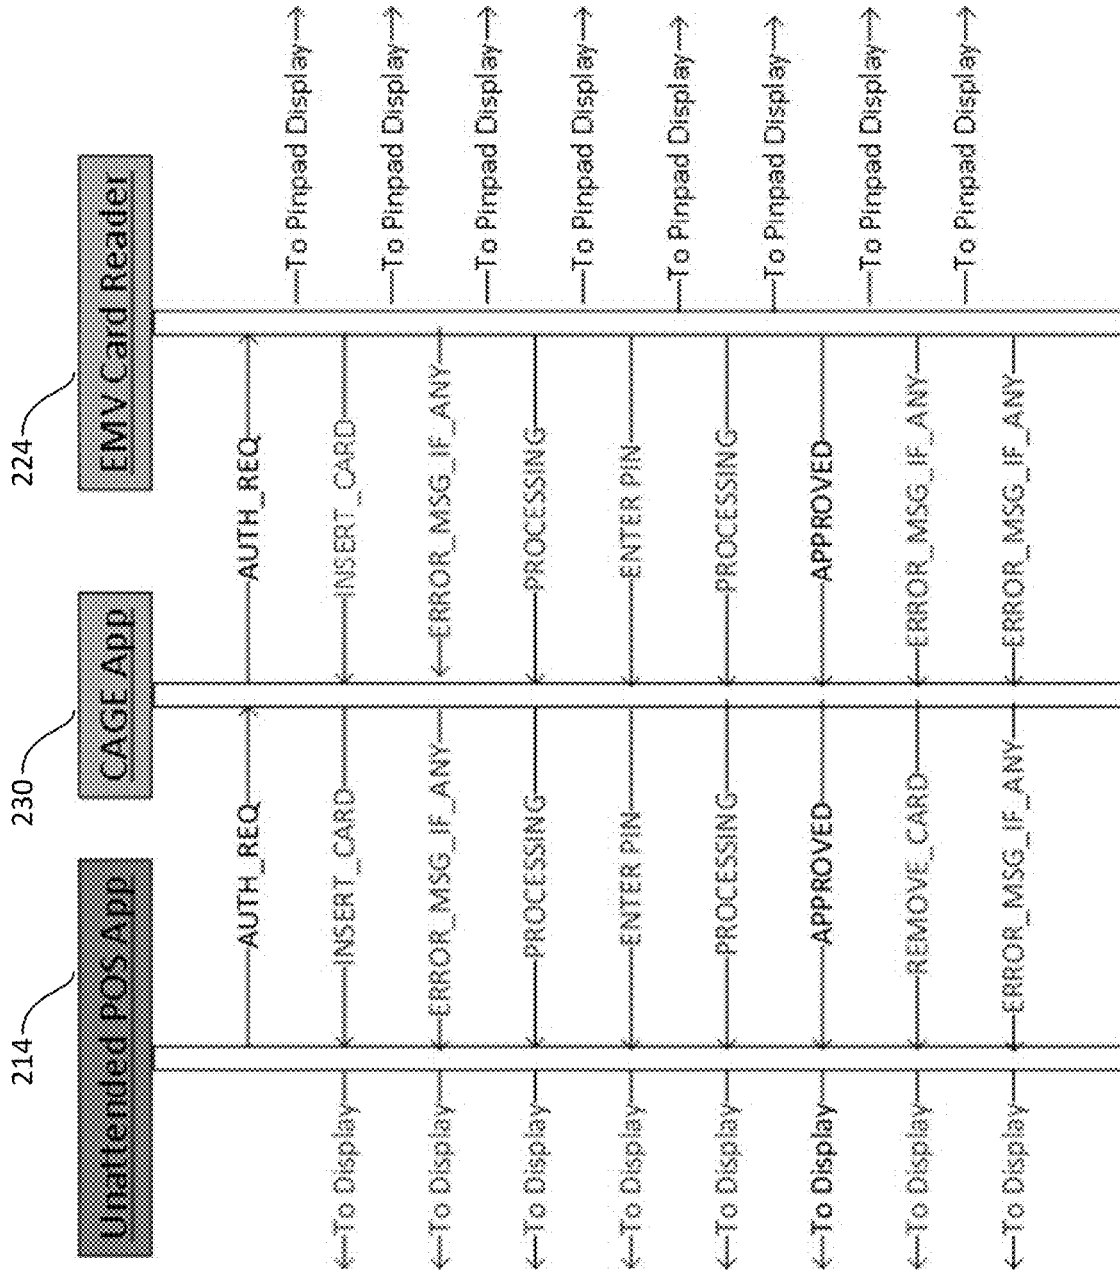 214 230 224
Unattended POS App CAGE App EMV Card Reader
AUTH_REQ AUTH_REQ
To Pinpad Display
To Display INSERT_CARD INSERT_CARD
To Pinpad Display
To Display ERROR_MSG_IF_ANY ERROR_MSG_IF_ANY
To Pinpad Display
To Display PROCESSING PROCESSING
To Pinpad Display
To Display ENTER PIN ENTER PIN
To Pinpad Display
To Display PROCESSING PROCESSING
To Pinpad Display
To Display APPROVED APPROVED
To Pinpad Display
To Display REMOVE_CARD ERROR_MSG_IF_ANY
To Pinpad Display
To Display ERROR_MSG_IF_ANY ERROR_MSG_IF_ANY